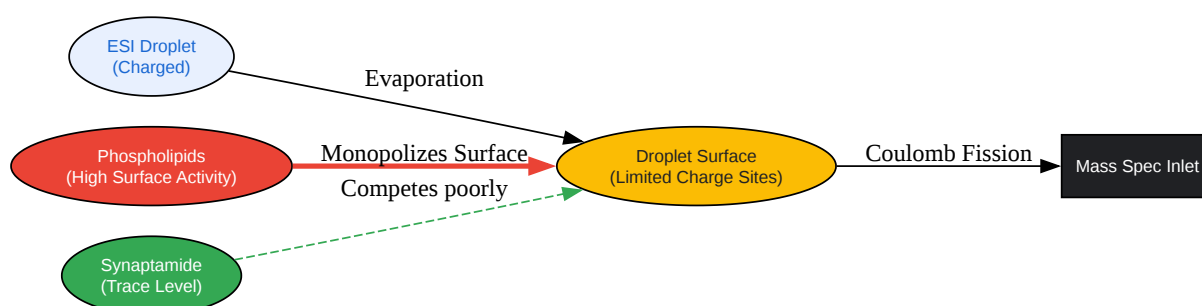 ESI Droplet
(Charged)
Evaporation
Phospholipids
(High Surface Activity)
Monopolizes Surface
Competes poorly
Droplet Surface
(Limited Charge Sites)
Coulomb Fission
Mass Spec Inlet
Synaptamide
(Trace Level)